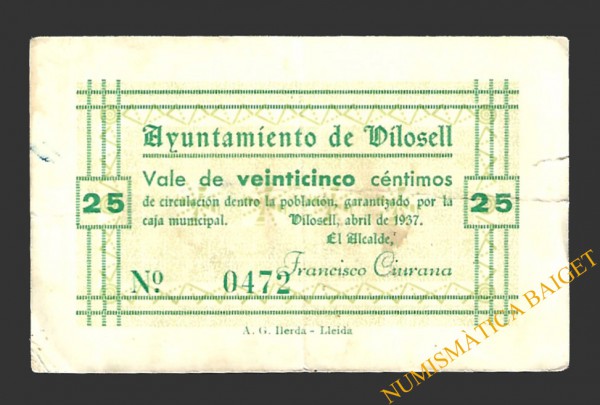 Ayuntamiento de Vilosell
Vale de veinticinco céntimos
25
25
de circulación dentro la población, garantizado por la
caja municipal. Vilosell, abril de 1937.
El Alcalde,
Francisco Ciurana
Nº 0472
A. G. Ilerda - Lleida
NUMISMÀTICA BAIGET